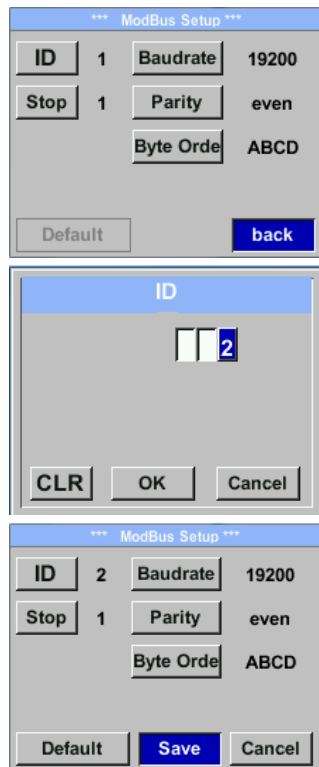 *** ModBus Setup ***
ID 1 Baudrate 19200
Stop 1 Parity even
Byte Orde ABCD
Default back
ID
2
CLR OK Cancel
*** ModBus Setup ***
ID 2 Baudrate 19200
Stop 1 Parity even
Byte Orde ABCD
Default Save Cancel